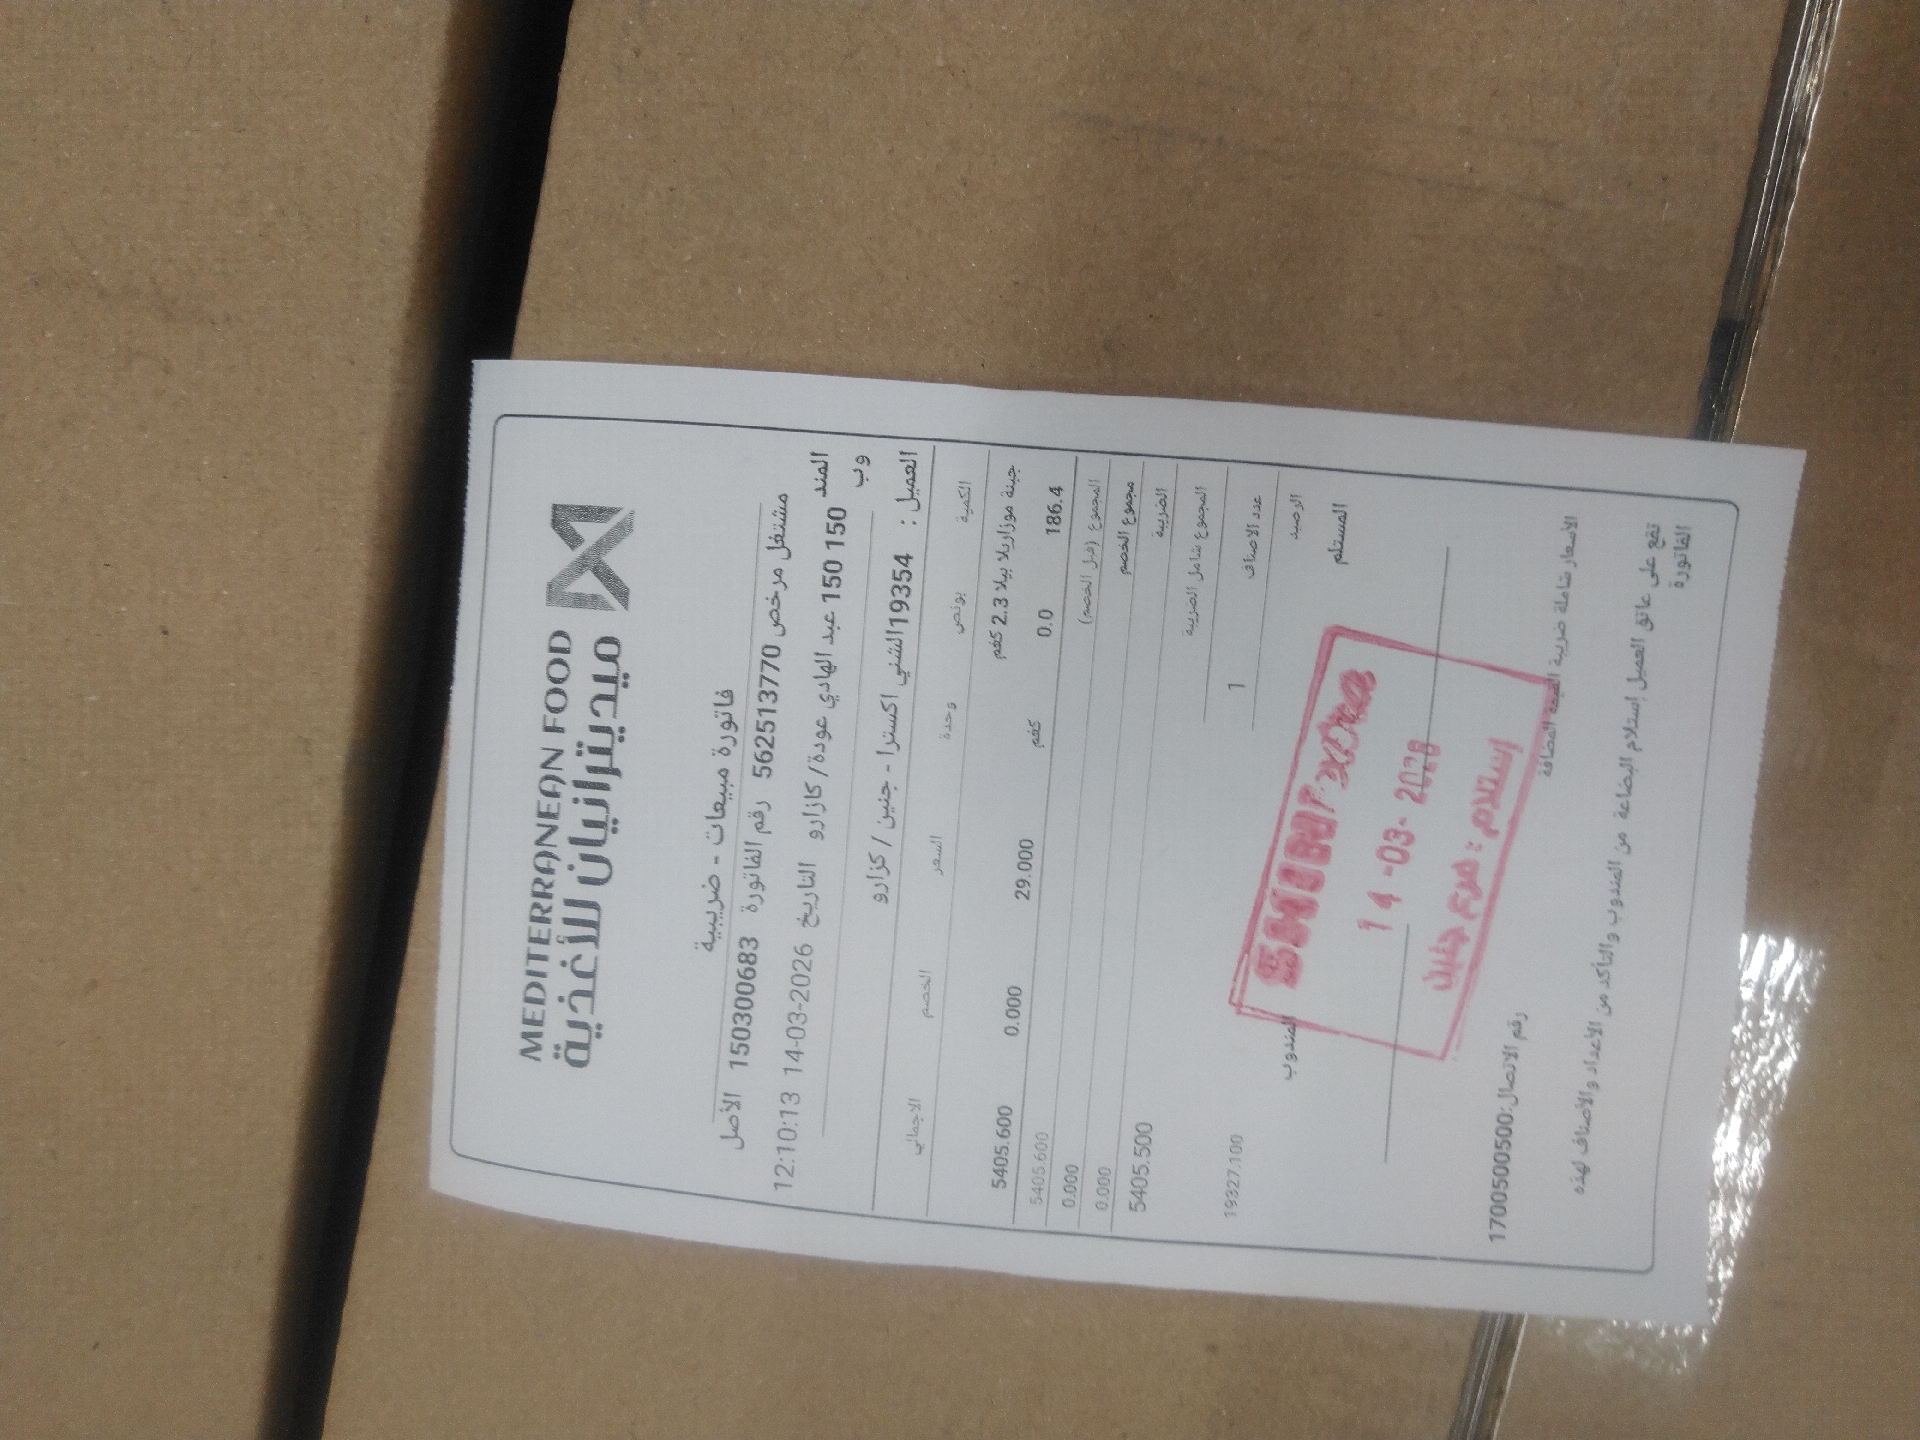 MEDITERRANEAN FOOD
ميديترانيان للأغذية
فاتورة مبيعات - ضريبية
مشتغل مرخص 562513770 رقم الفاتورة 150300683 الأصل
المندوب 150 150 عبد الهادي عودة/كازارو التاريخ 14-03-2026 12:10:13
العميل : 19354الشني اكسترا - جنين / كزارو
الكمية بونص وحدة السعر الخصم الاجمالي
جبنة موزاريلا بيلا 2.3 كغم
186.4 0.0 كغم 29.000 0.000 5405.600
المجموع (قبل الخصم) 5405.600
مجموع الخصم 0.000
الضريبة 0.000
المجموع شامل الضريبة 5405.500
عدد الاصناف 1
الرصيد 19327.100
المستلم المندوب
14-03-2026
إستلام : فرع جنين
الأسعار شاملة ضريبة القيمة المضافة
رقم الاتصال:1700500500
تقع على عاتق العميل إستلام البضاعة من المندوب والتأكد من الأعداد والأصناف لهذه
الفاتورة